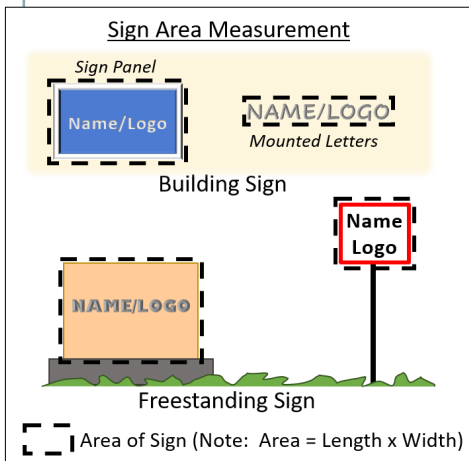 Sign Area Measurement
Sign Panel
Name/Logo
NAME/LOGO
Mounted Letters
Building Sign
Name
Logo
NAME/LOGO
Freestanding Sign
Area of Sign (Note: Area = Length x Width)